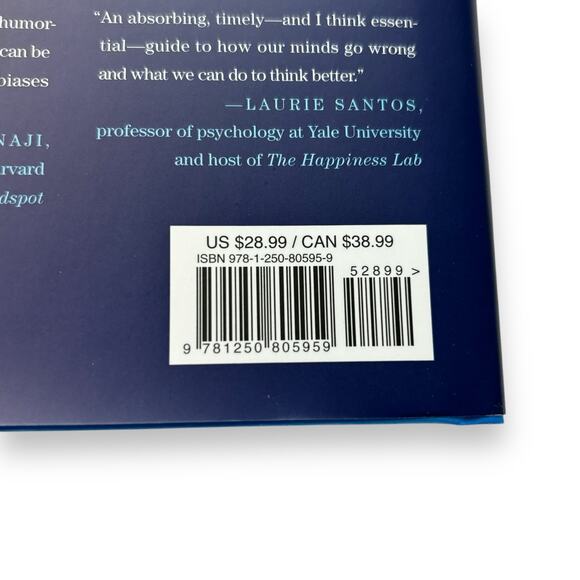 humor-
can be
biases
NAJI,
rvard
dspot
“An absorbing, timely—and I think essen-
tial—guide to how our minds go wrong
and what we can do to think better.”
—LAURIE SANTOS,
professor of psychology at Yale University
and host of The Happiness Lab
US $28.99 / CAN $38.99
ISBN 978-1-250-80595-9
52899 >
9 781250 805959